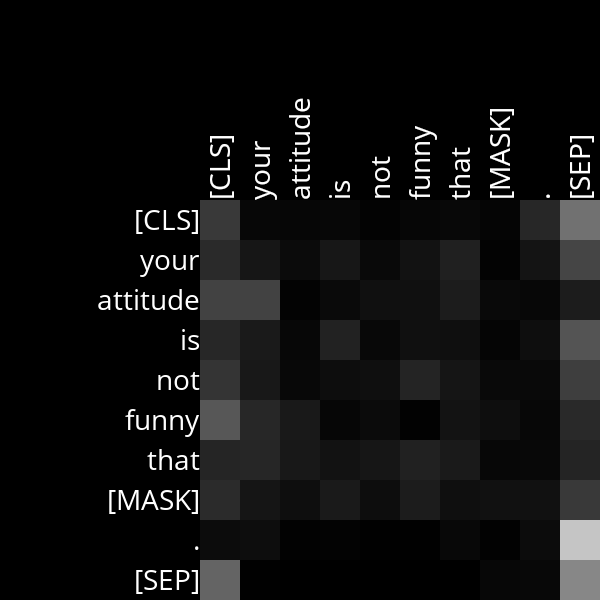 [CLS] your attitude is not funny that [MASK] . [SEP]
[CLS]
your
attitude
is
not
funny
that
[MASK]
.
[SEP]